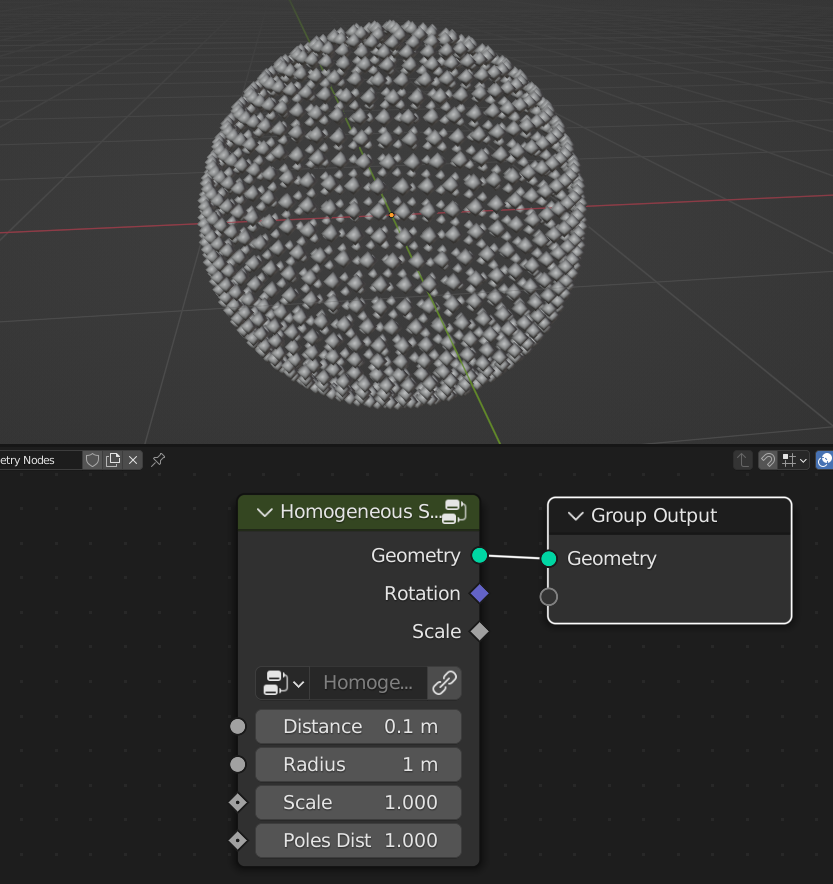 etry Nodes
Homogeneous S...
Group Output
Geometry
Geometry
Rotation
Scale
Homoge...
Distance 0.1 m
Radius 1 m
Scale 1.000
Poles Dist 1.000